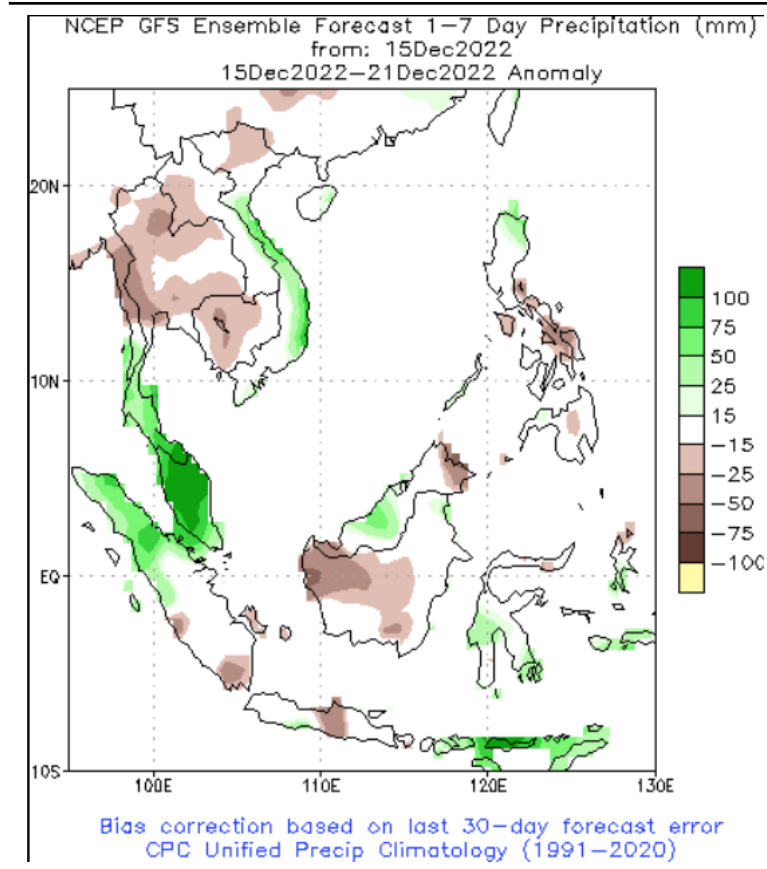 NCEP GFS Ensemble Forecast 1–7 Day Precipitation (mm)
from: 15Dec2022
15Dec2022–21Dec2022 Anomaly
20N
10N
EQ
10S
100E
110E
120E
130E
100
75
50
25
15
−15
−25
−50
−75
−100
Bias correction based on last 30–day forecast error
CPC Unified Precip Climatology (1991–2020)